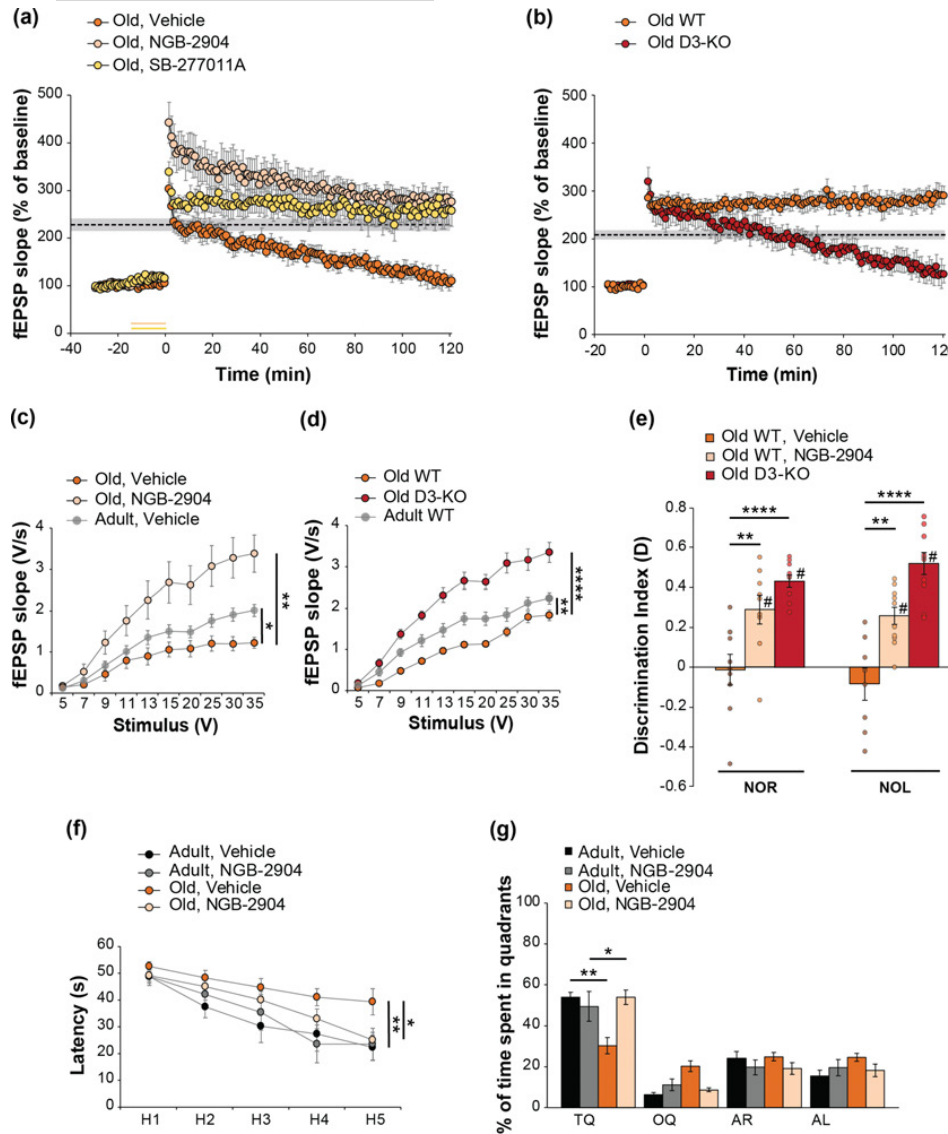 (a)
Old, Vehicle
Old, NGB-2904
Old, SB-277011A
fEPSP slope (% of baseline)
500
400
300
200
100
0
-40 -20 0 20 40 60 80 100 120
Time (min)
(b)
Old WT
Old D3-KO
fEPSP slope (% of baseline)
500
400
300
200
100
0
-20 0 20 40 60 80 100 120
Time (min)
(c)
Old, Vehicle
Old, NGB-2904
Adult, Vehicle
fEPSP slope (V/s)
4
3
2
1
0
** *
5 7 9 11 13 15 20 25 30 35
Stimulus (V)
(d)
Old WT
Old D3-KO
Adult WT
fEPSP slope (V/s)
4
3
2
1
0
**** **
5 7 9 11 13 15 20 25 30 35
Stimulus (V)
(e)
Old WT, Vehicle
Old WT, NGB-2904
Old D3-KO
Discrimination Index (D)
0.8
0.6
0.4
0.2
0
-0.2
-0.4
-0.6
****
**
# #
****
**
# #
NOR NOL
(f)
Adult, Vehicle
Adult, NGB-2904
Old, Vehicle
Old, NGB-2904
Latency (s)
60
50
40
30
20
10
0
** *
H1 H2 H3 H4 H5
(g)
Adult, Vehicle
Adult, NGB-2904
Old, Vehicle
Old, NGB-2904
% of time spent in quadrants
100
80
60
40
20
0
*
**
TQ OQ AR AL